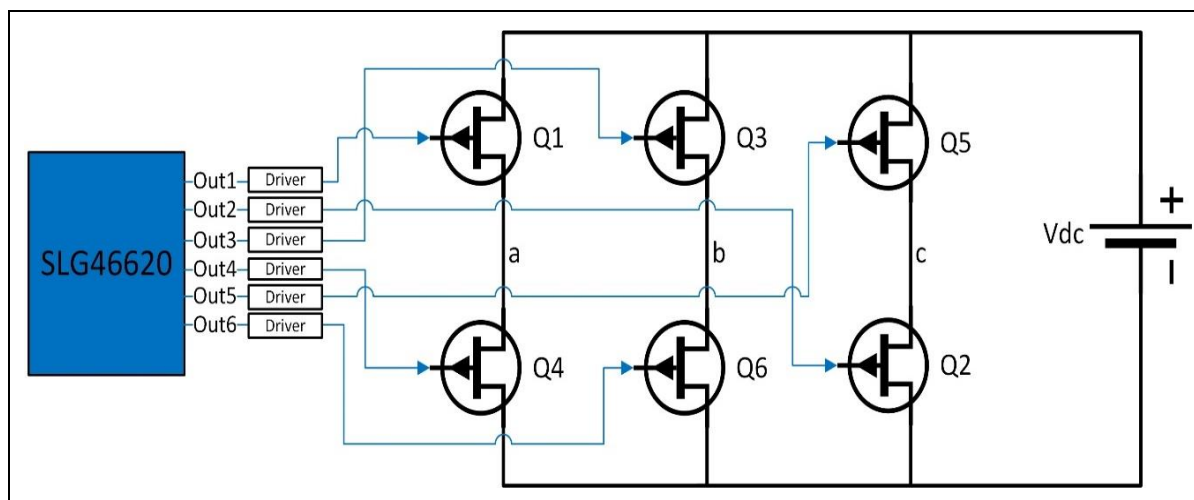 SLG46620
Out1 Driver
Out2 Driver
Out3 Driver
Out4 Driver
Out5 Driver
Out6 Driver
Q1
Q3
Q5
a
b
c
Vdc
+
-
Q4
Q6
Q2